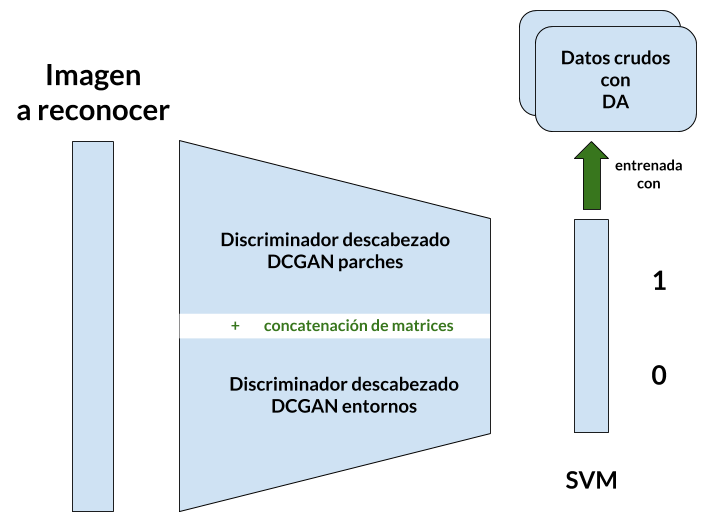 Imagen
a reconocer
Datos crudos
con
DA
entrenada
con
Discriminador descabezado
DCGAN parches
+ concatenación de matrices
Discriminador descabezado
DCGAN entornos
1
0
SVM